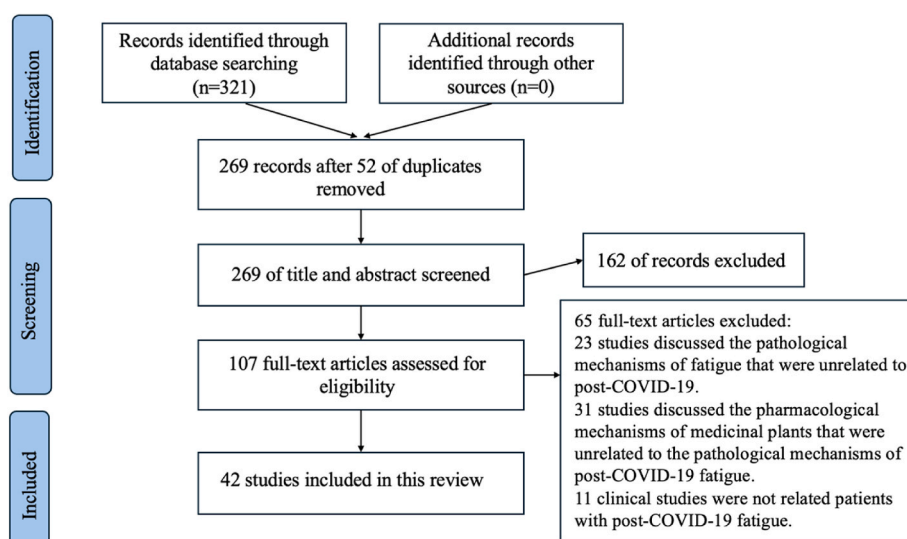 Identification
Records identified through
database searching
(n=321)
Additional records
identified through other
sources (n=0)
269 records after 52 of duplicates
removed
Screening
269 of title and abstract screened
162 of records excluded
107 full-text articles assessed for
eligibility
65 full-text articles excluded:
23 studies discussed the pathological
mechanisms of fatigue that were unrelated to
post-COVID-19.
31 studies discussed the pharmacological
mechanisms of medicinal plants that were
unrelated to the pathological mechanisms of
post-COVID-19 fatigue.
11 clinical studies were not related patients
with post-COVID-19 fatigue.
Included
42 studies included in this review